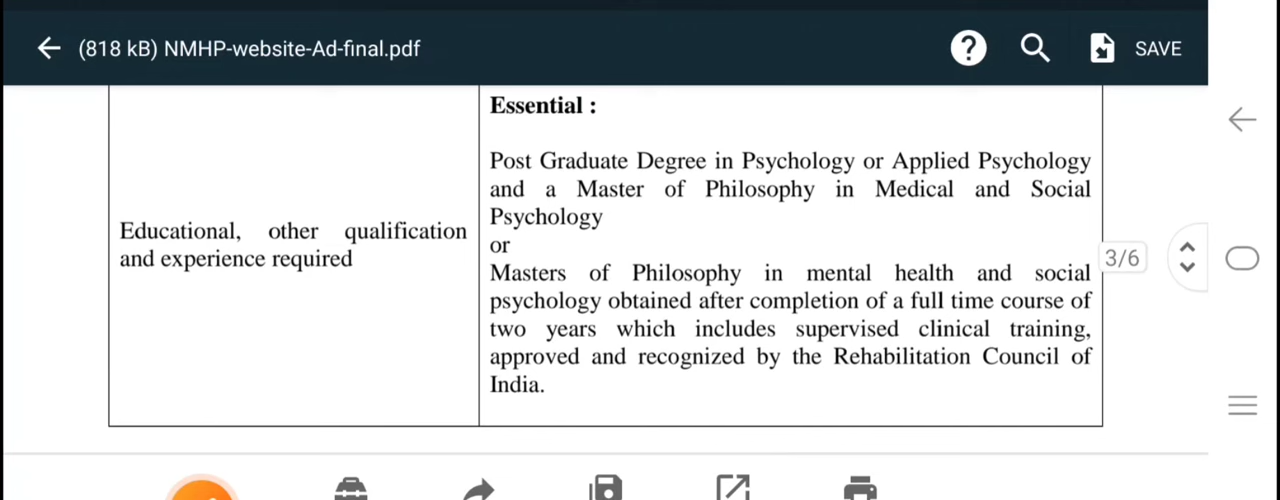 (818 kB) NMHP-website-Ad-final.pdf
SAVE
Essential :
Post Graduate Degree in Psychology or Applied Psychology
and a Master of Philosophy in Medical and Social
Psychology
or
Masters of Philosophy in mental health and social
psychology obtained after completion of a full time course of
two years which includes supervised clinical training,
approved and recognized by the Rehabilitation Council of
India.
Educational, other qualification
and experience required
3/6